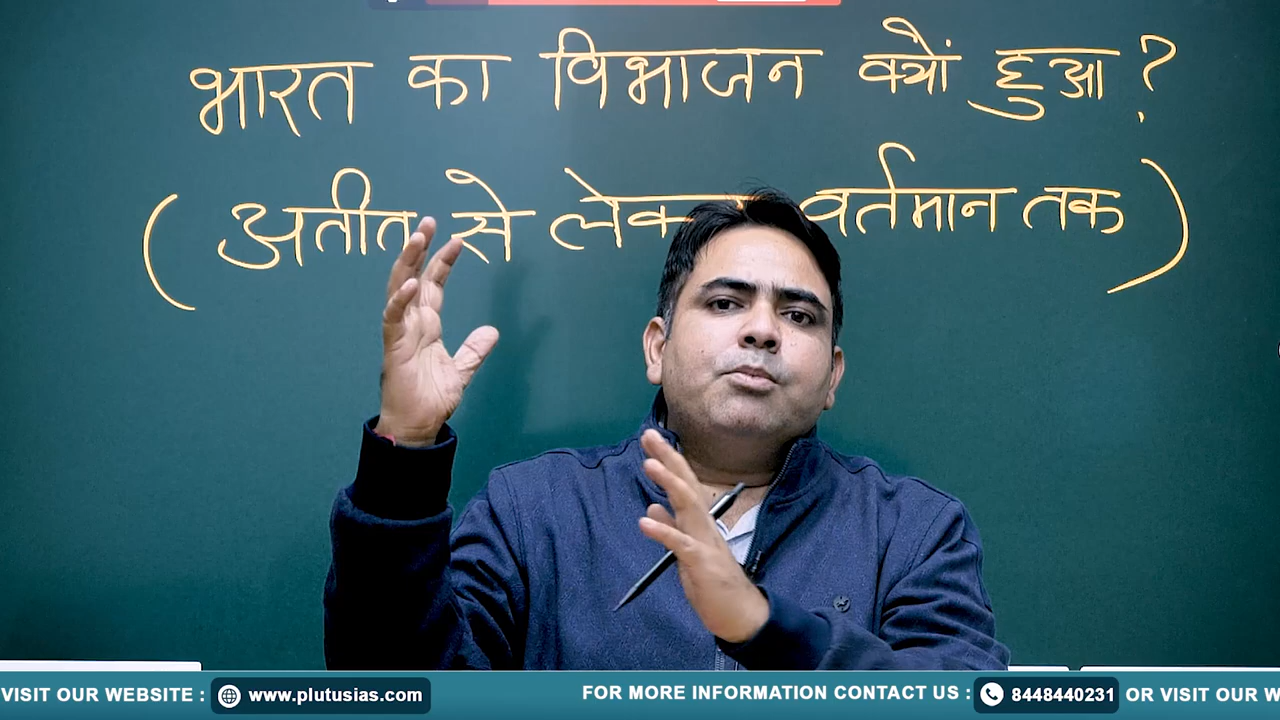 भारत का विभाजन क्यों हुआ?
(अतीत से लेकर वर्तमान तक)
VISIT OUR WEBSITE : www.plutusias.com FOR MORE INFORMATION CONTACT US : 8448440231 OR VISIT OUR